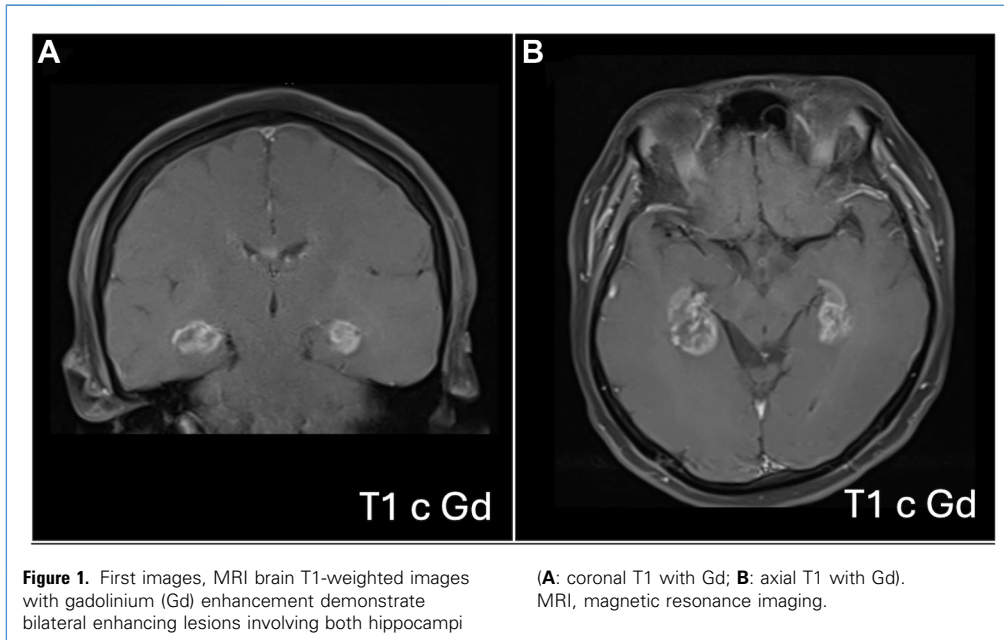 A
B
T1 c Gd
T1 c Gd
Figure 1. First images, MRI brain T1-weighted images
with gadolinium (Gd) enhancement demonstrate
bilateral enhancing lesions involving both hippocampi
(A: coronal T1 with Gd; B: axial T1 with Gd).
MRI, magnetic resonance imaging.